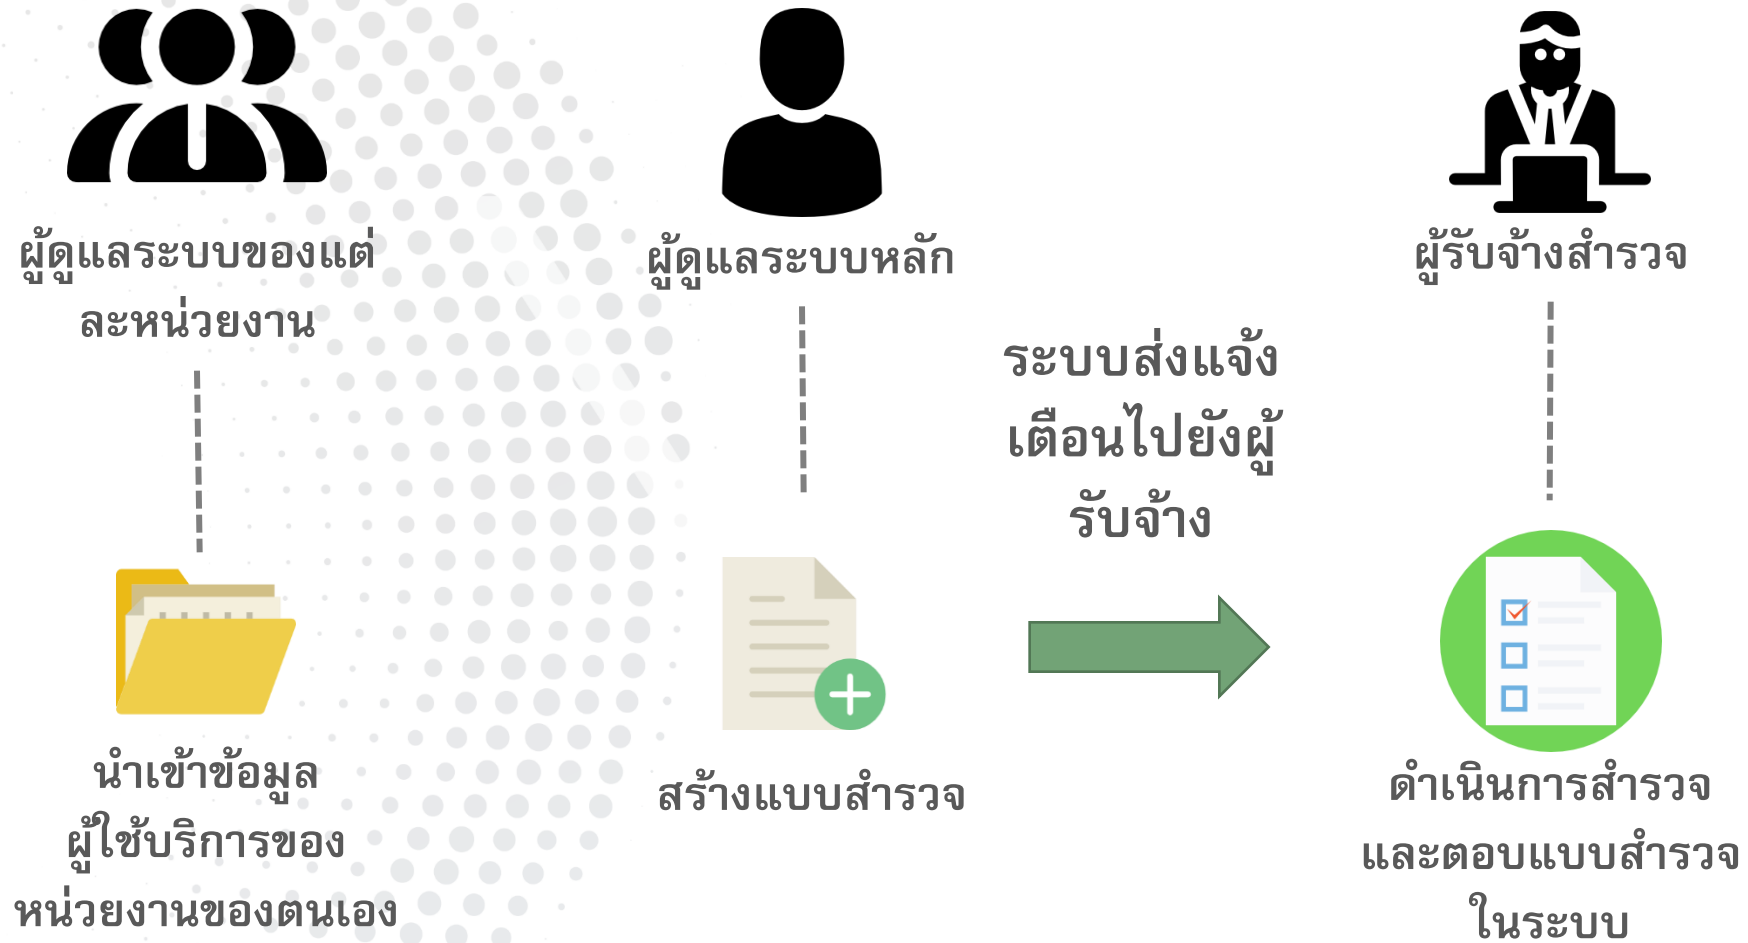 ผู้ดูแลระบบของแต่
ละหน่วยงาน
นำเข้าข้อมูล
ผู้ใช้บริการของ
หน่วยงานของตนเอง
ผู้ดูแลระบบหลัก
สร้างแบบสำรวจ
ระบบส่งแจ้ง
เตือนไปยังผู้
รับจ้าง
ผู้รับจ้างสำรวจ
ดำเนินการสำรวจ
และตอบแบบสำรวจ
ในระบบ